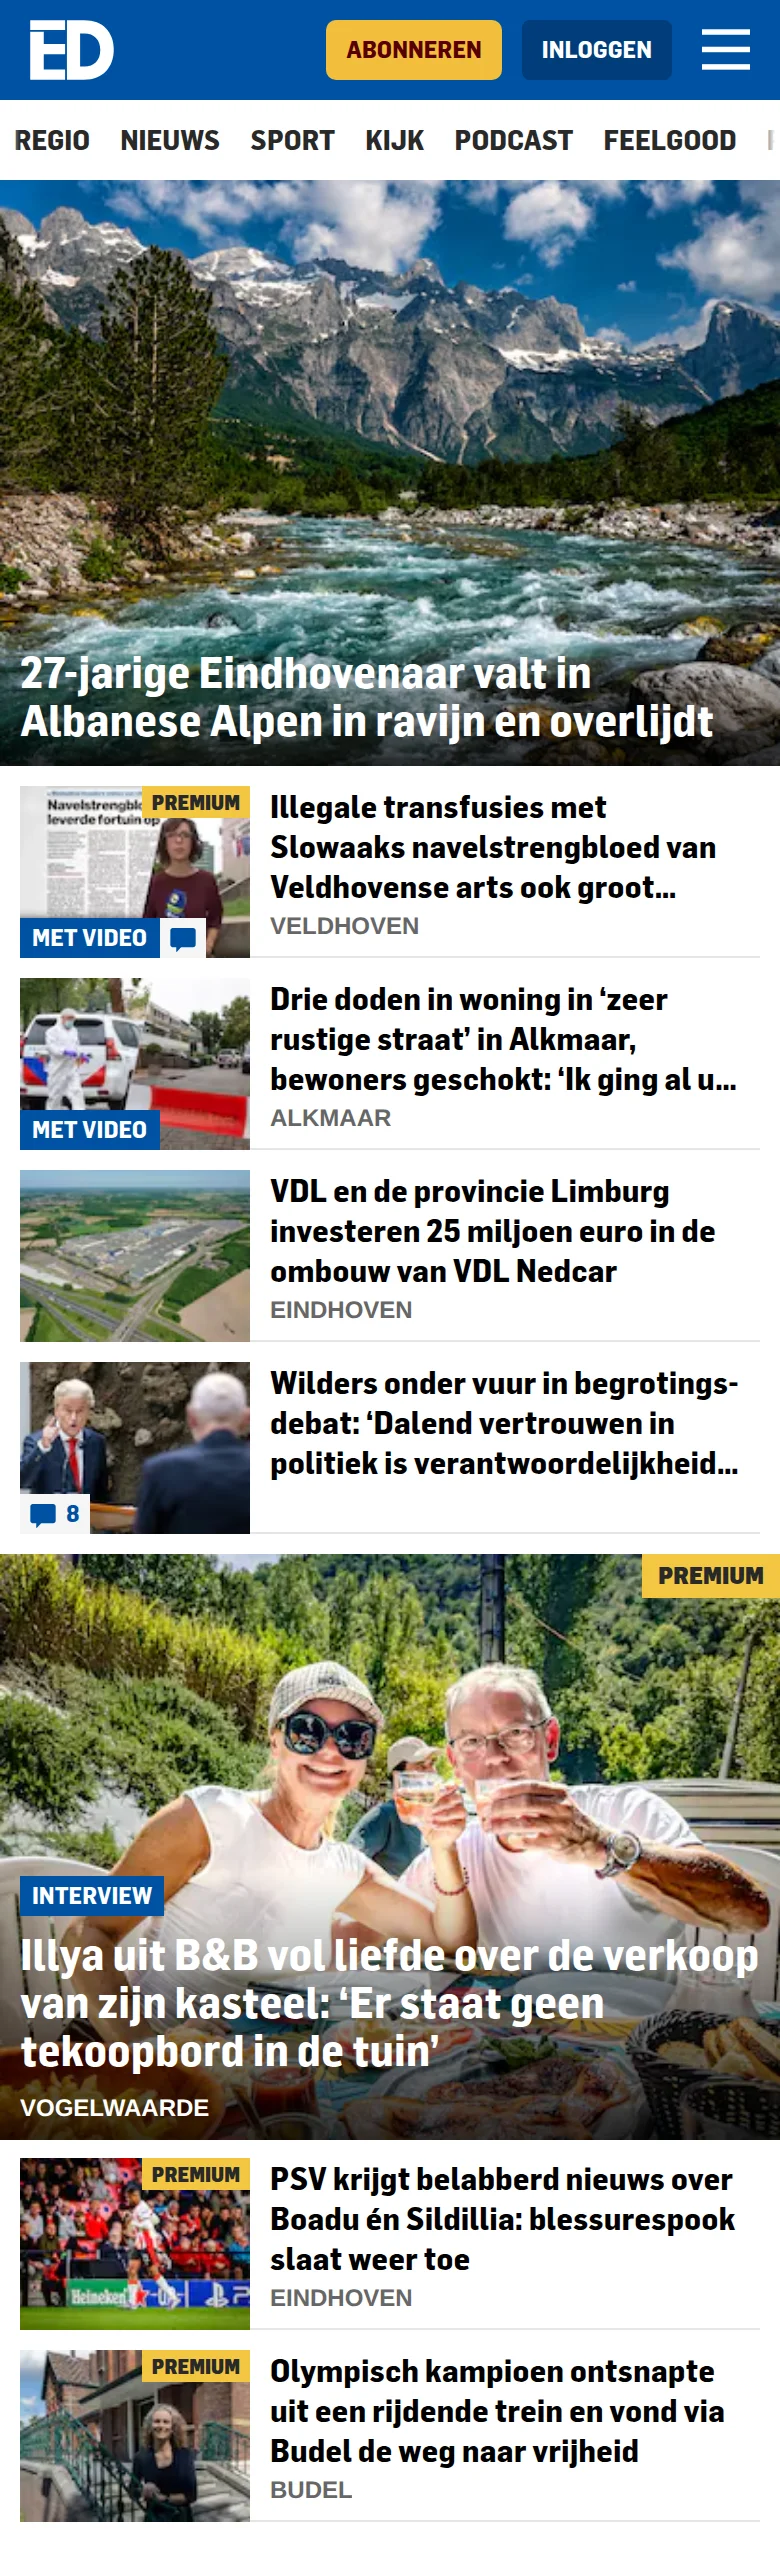 ED
ABONNEREN
INLOGGEN
REGIO NIEUWS SPORT KIJK PODCAST FEELGOOD
27-jarige Eindhovenaar valt in
Albanese Alpen in ravijn en overlijdt
leverde fortuin op
PREMIUM
MET VIDEO
Illegale transfusies met
Slowaaks navelstrengbloed van
Veldhovense arts ook groot...
VELDHOVEN
MET VIDEO
Drie doden in woning in ‘zeer
rustige straat’ in Alkmaar,
bewoners geschokt: ‘Ik ging al u...
ALKMAAR
VDL en de provincie Limburg
investeren 25 miljoen euro in de
ombouw van VDL Nedcar
EINDHOVEN
8
Wilders onder vuur in begrotings-
debat: ‘Dalend vertrouwen in
politiek is verantwoordelijkheid...
PREMIUM
INTERVIEW
Illya uit B&B vol liefde over de verkoop
van zijn kasteel: ‘Er staat geen
tekoopbord in de tuin’
VOGELWAARDE
PREMIUM
Heineken
PSV krijgt belabberd nieuws over
Boadu én Sildillia: blessurespook
slaat weer toe
EINDHOVEN
PREMIUM
Olympisch kampioen ontsnapte
uit een rijdende trein en vond via
Budel de weg naar vrijheid
BUDEL